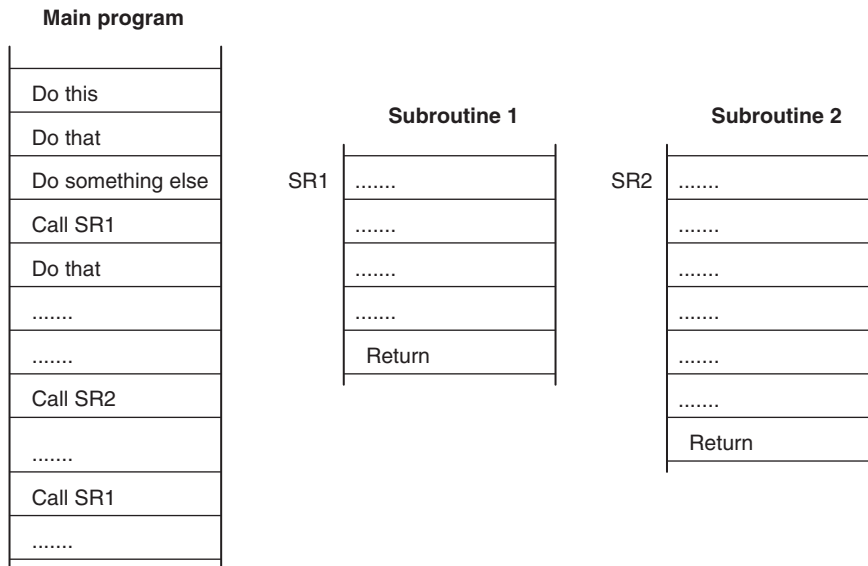 Main program
Do this
Do that
Do something else
Call SR1
Do that
.......
.......
Call SR2
.......
Call SR1
.......
Subroutine 1
SR1
.......
.......
.......
.......
Return
Subroutine 2
SR2
.......
.......
.......
.......
.......
.......
Return